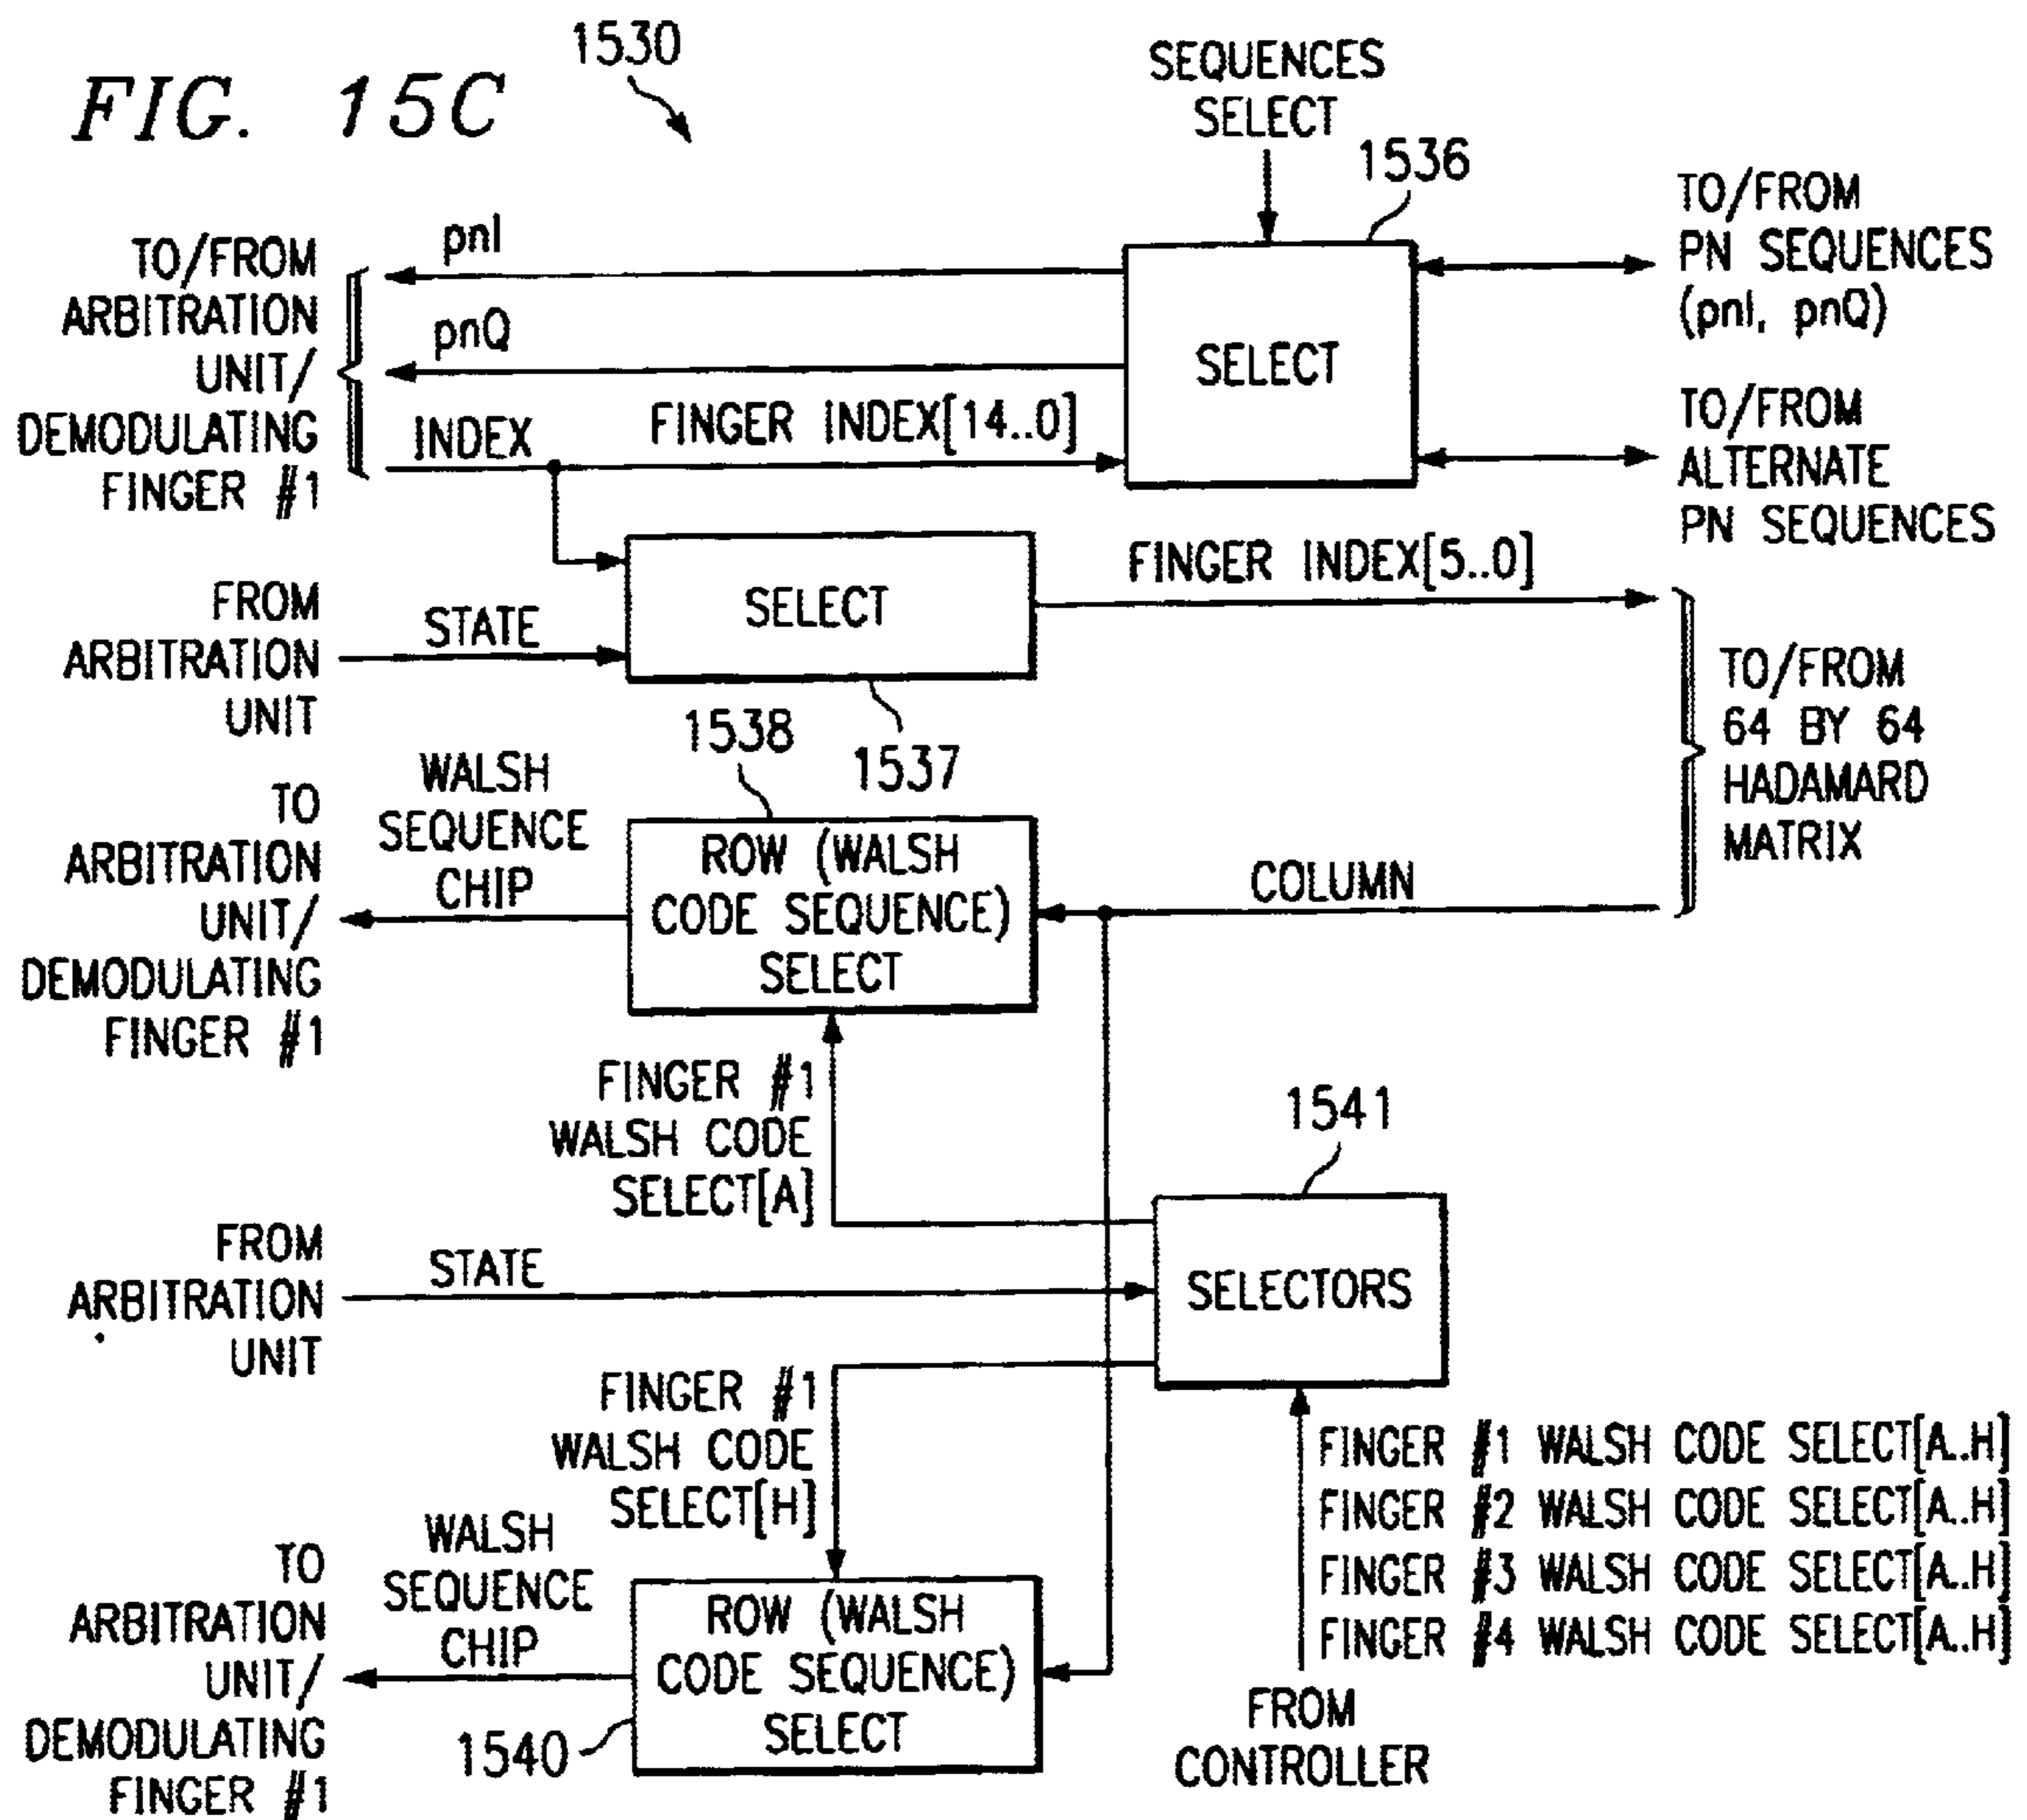 FIG. 15C
1530
SEQUENCES
SELECT
1536
TO/FROM
ARBITRATION
UNIT/
DEMODULATING
FINGER #1
pnI
pnQ
INDEX
FINGER INDEX[14..0]
SELECT
TO/FROM
PN SEQUENCES
(pnI, pnQ)
TO/FROM
ALTERNATE
PN SEQUENCES
FROM
ARBITRATION
UNIT
STATE
SELECT
1537
FINGER INDEX[5..0]
TO/FROM
64 BY 64
HADAMARD
MATRIX
1538
TO
ARBITRATION
UNIT/
DEMODULATING
FINGER #1
WALSH
SEQUENCE
CHIP
ROW (WALSH
CODE SEQUENCE)
SELECT
COLUMN
FINGER #1
WALSH CODE
SELECT[A]
1541
FROM
ARBITRATION
UNIT
STATE
SELECTORS
FINGER #1
WALSH CODE
SELECT[H]
FINGER #1 WALSH CODE SELECT[A..H]
FINGER #2 WALSH CODE SELECT[A..H]
FINGER #3 WALSH CODE SELECT[A..H]
FINGER #4 WALSH CODE SELECT[A..H]
FROM
CONTROLLER
TO
ARBITRATION
UNIT/
DEMODULATING
FINGER #1
WALSH
SEQUENCE
CHIP
ROW (WALSH
CODE SEQUENCE)
SELECT
1540